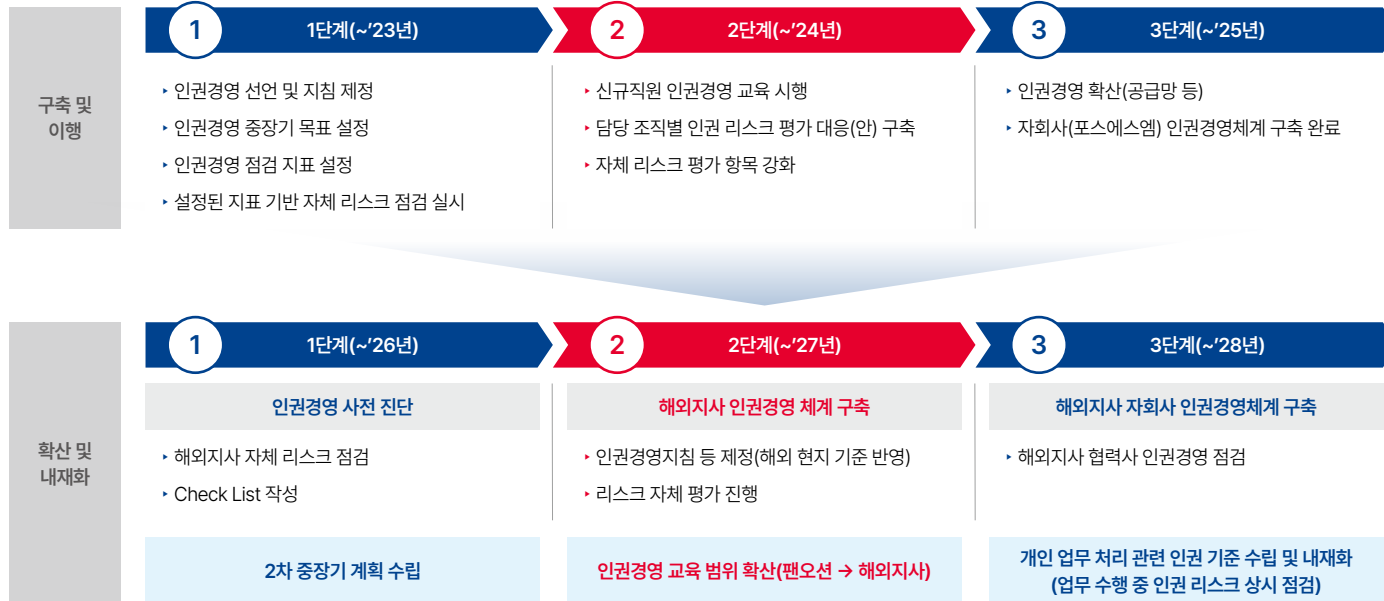 구축 및
이행
1
1단계(~'23년)
‣ 인권경영 선언 및 지침 제정
‣ 인권경영 중장기 목표 설정
‣ 인권경영 점검 지표 설정
‣ 설정된 지표 기반 자체 리스크 점검 실시
2
2단계(~'24년)
‣ 신규직원 인권경영 교육 시행
‣ 담당 조직별 인권 리스크 평가 대응(안) 구축
‣ 자체 리스크 평가 항목 강화
3
3단계(~'25년)
‣ 인권경영 확산(공급망 등)
‣ 자회사(포스에스엠) 인권경영체계 구축 완료
확산 및
내재화
1
1단계(~'26년)
인권경영 사전 진단
‣ 해외지사 자체 리스크 점검
‣ Check List 작성
2차 중장기 계획 수립
2
2단계(~'27년)
해외지사 인권경영 체계 구축
‣ 인권경영지침 등 제정(해외 현지 기준 반영)
‣ 리스크 자체 평가 진행
인권경영 교육 범위 확산(팬오션 → 해외지사)
3
3단계(~'28년)
해외지사 자회사 인권경영체계 구축
‣ 해외지사 협력사 인권경영 점검
개인 업무 처리 관련 인권 기준 수립 및 내재화
(업무 수행 중 인권 리스크 상시 점검)